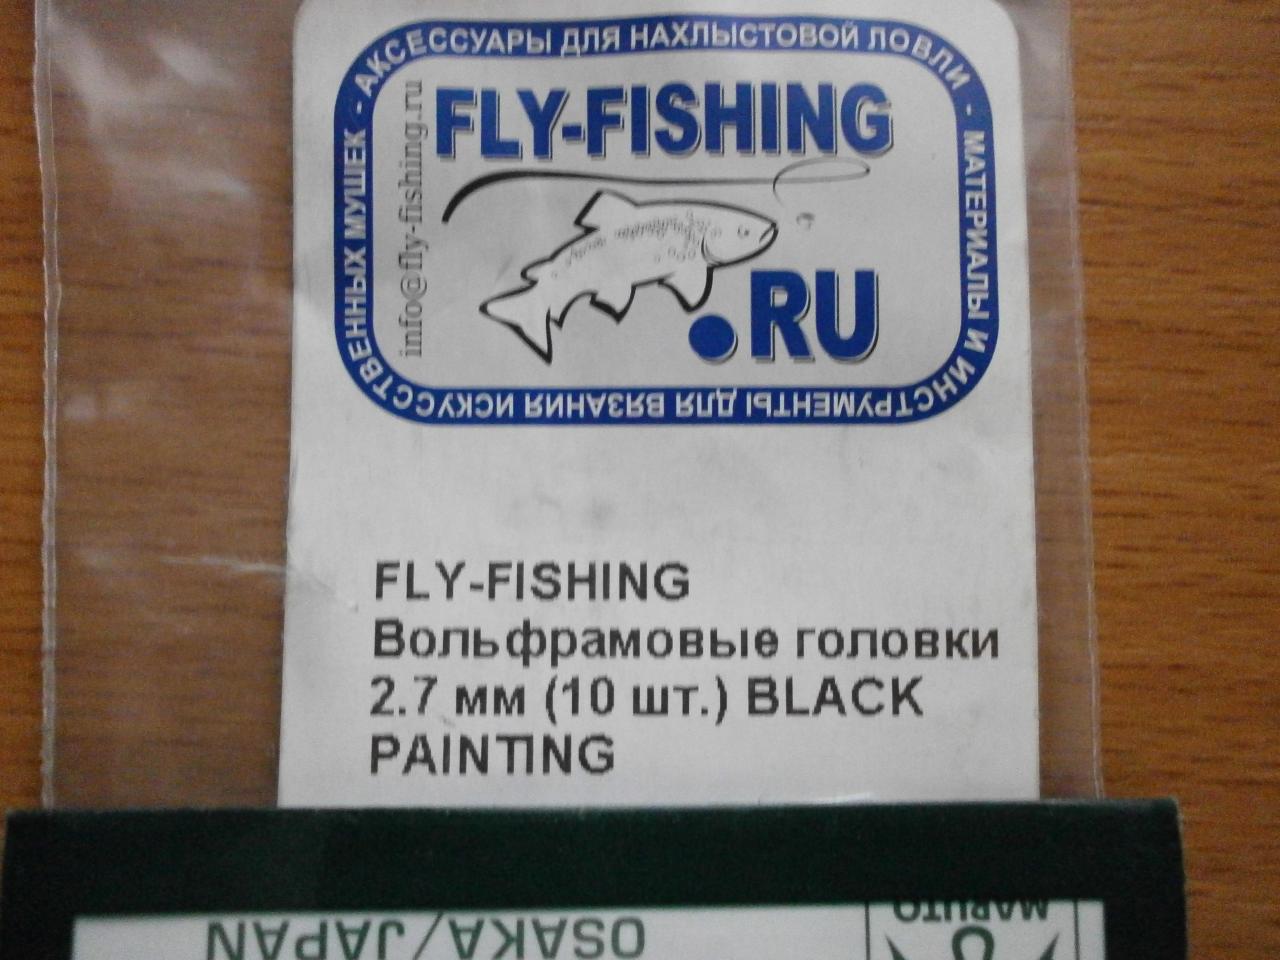 АКСЕССУАРЫ ДЛЯ НАХЛЫСТОВОЙ ЛОВЛИ - МАТЕРИАЛЫ И ИНСТРУМЕНТЫ ДЛЯ ВЯЗАНИЯ ИСКУССТВЕННЫХ МУШЕК -
info@fly-fishing.ru
FLY-FISHING
.RU
FLY-FISHING
Вольфрамовые головки
2.7 мм (10 шт.) BLACK
PAINTING
OSAKA/JAPAN
MARUTO